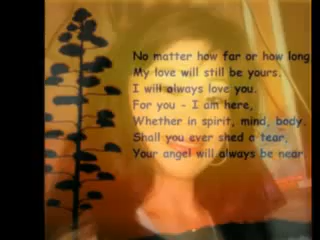 No matter how far or how long
My love will still be yours.
I will always love you.
For you - I am here,
Whether in spirit, mind, body.
Shall you ever shed a tear,
Your angel will always be near